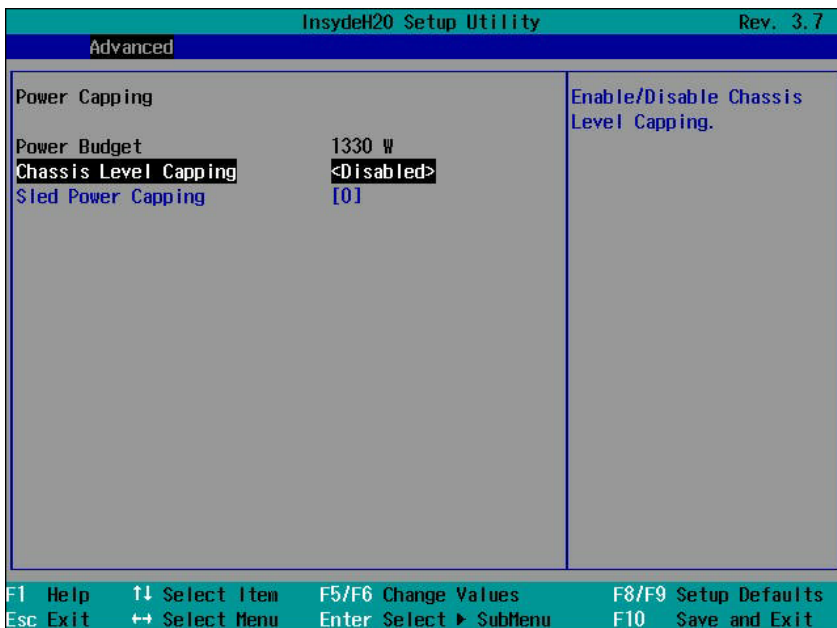 InsydeH20 Setup Utility Rev. 3.7
Advanced
Power Capping
Power Budget 1330 W
Chassis Level Capping <Disabled>
Sled Power Capping [0]
Enable/Disable Chassis
Level Capping.
F1 Help ↑↓ Select Item F5/F6 Change Values F8/F9 Setup Defaults
Esc Exit ↔ Select Menu Enter Select ▶ SubMenu F10 Save and Exit